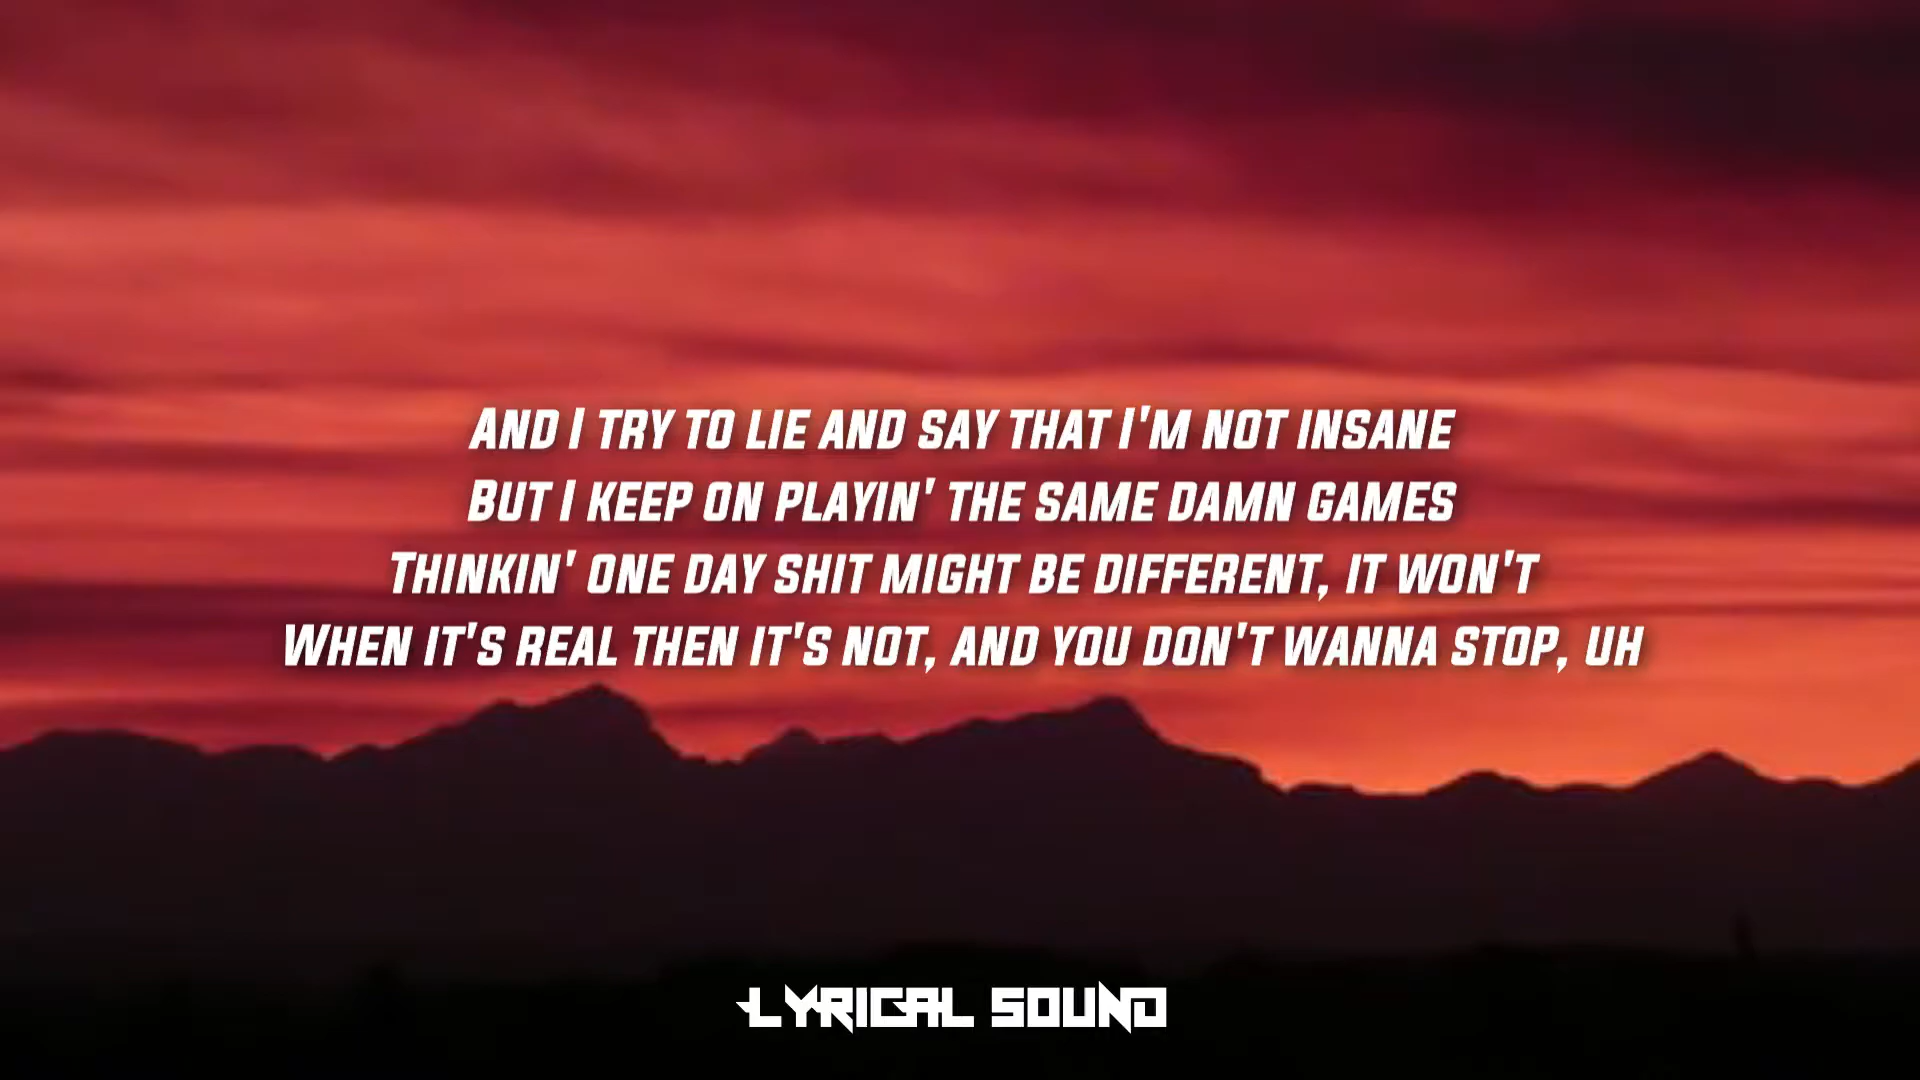 And I try to lie and say that I'm not insane
But I keep on playin' the same damn games
Thinkin' one day shit might be different, it won't
When it's real then it's not, and you don't wanna stop, uh
LYRICAL SOUND